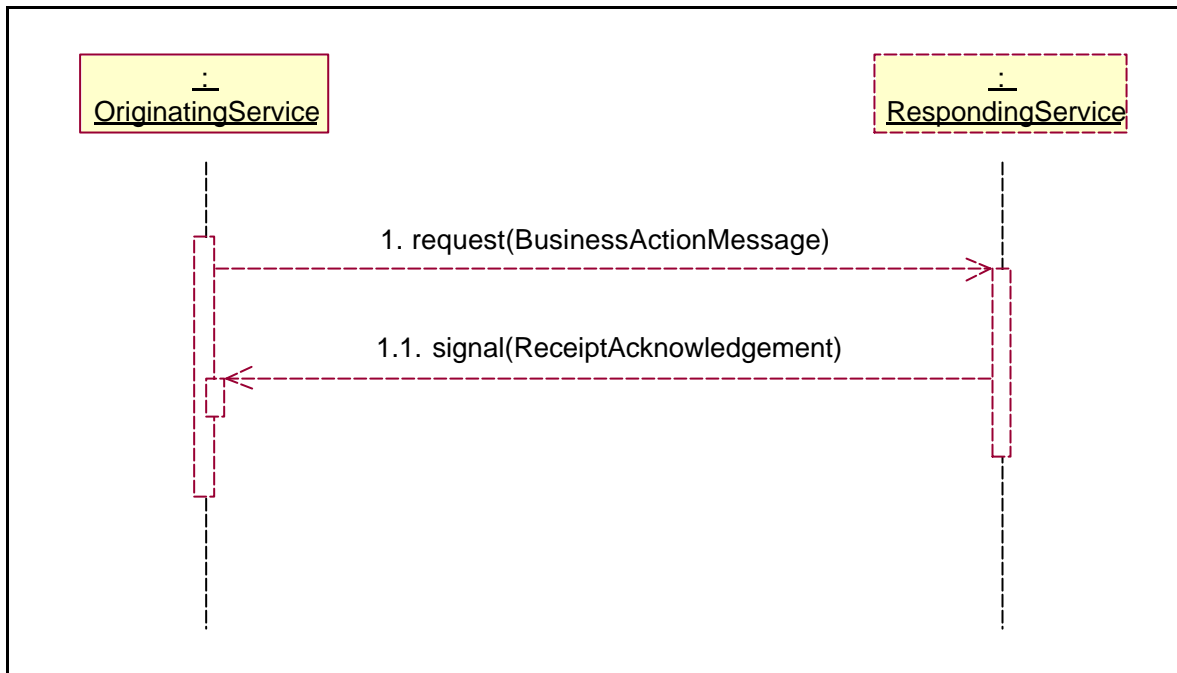 :
OriginatingService
:
RespondingService
1. request(BusinessActionMessage)
1.1. signal(ReceiptAcknowledgement)